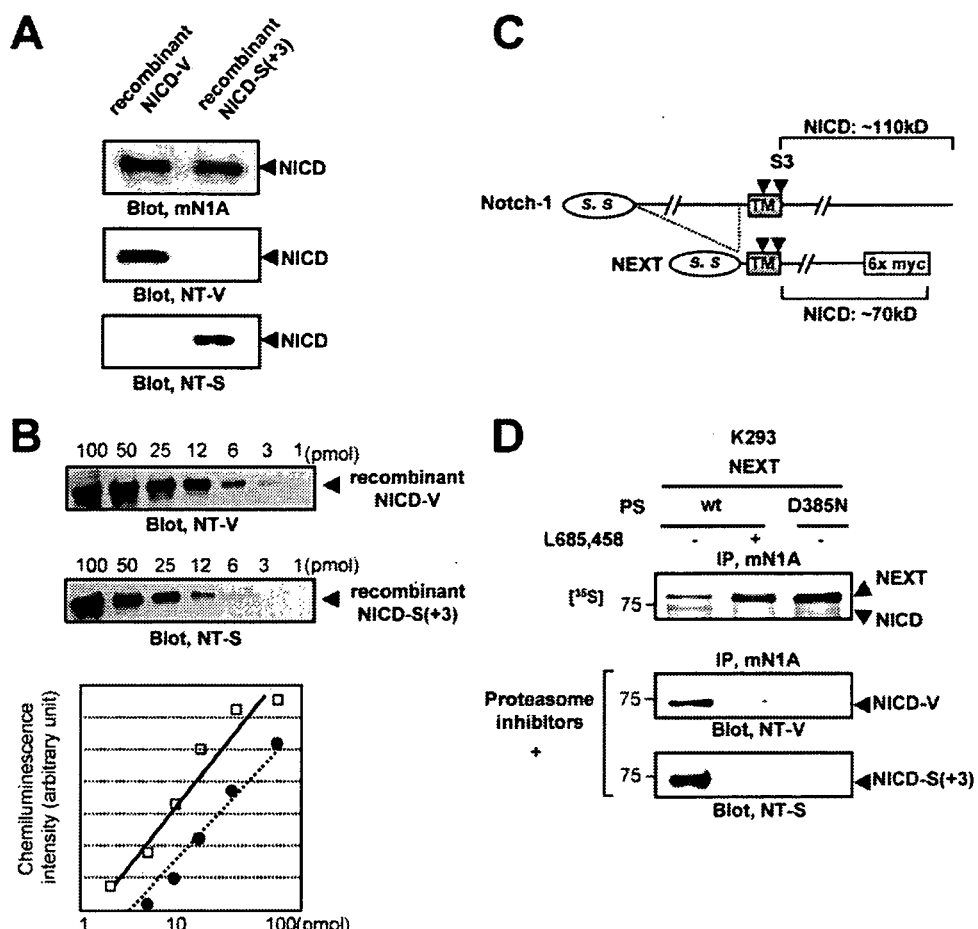 A
recombinant
NICD-V
recombinant
NICD-S(+3)
NICD
Blot, mN1A
NICD
Blot, NT-V
NICD
Blot, NT-S
B
100 50 25 12 6 3 1(pmol)
recombinant
NICD-V
Blot, NT-V
100 50 25 12 6 3 1(pmol)
recombinant
NICD-S(+3)
Blot, NT-S
Chemiluminescence
intensity (arbitrary unit)
1 10 100(pmol)
C
NICD: ~110kD
S3
Notch-1
S. S
TM
NEXT
S. S
TM
6x myc
NICD: ~70kD
D
K293
NEXT
PS wt D385N
L685,458 - + -
IP, mN1A
[35S]
75
NEXT
NICD
IP, mN1A
Proteasome
inhibitors
+
75
NICD-V
Blot, NT-V
75
NICD-S(+3)
Blot, NT-S